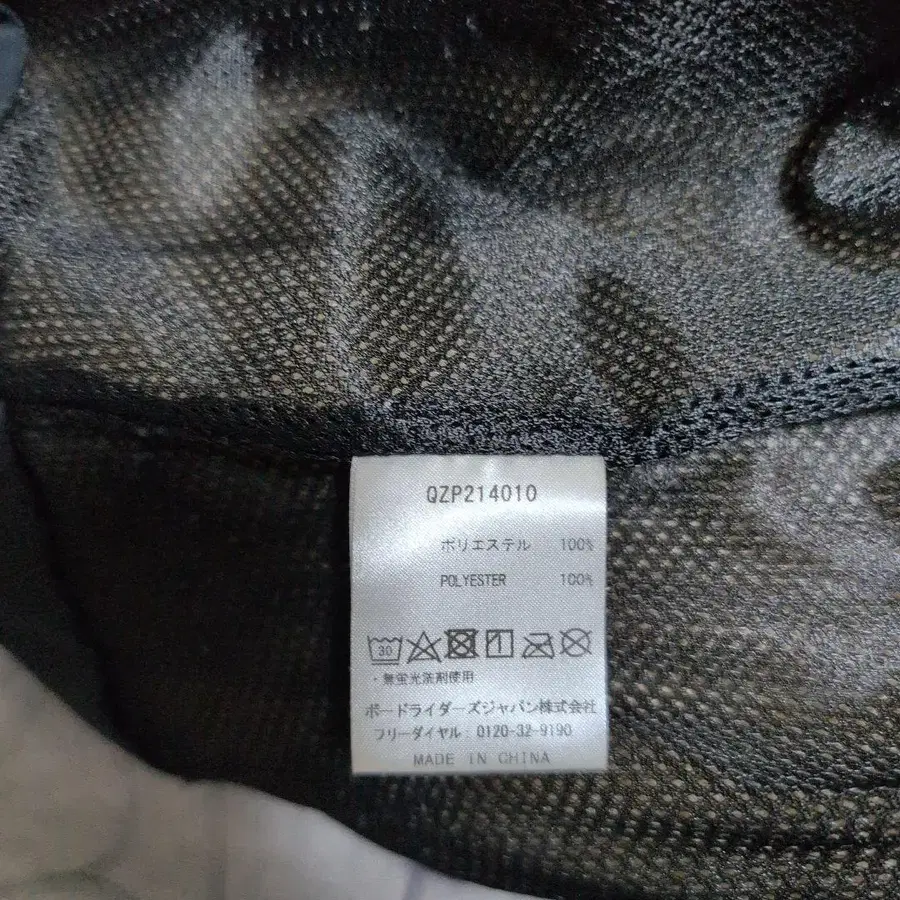 QZP214010
ポリエステル 100%
POLYESTER 100%
30
・無蛍光洗剤使用
ボードライダーズジャパン株式会社
フリーダイヤル：0120-32-9190
MADE IN CHINA